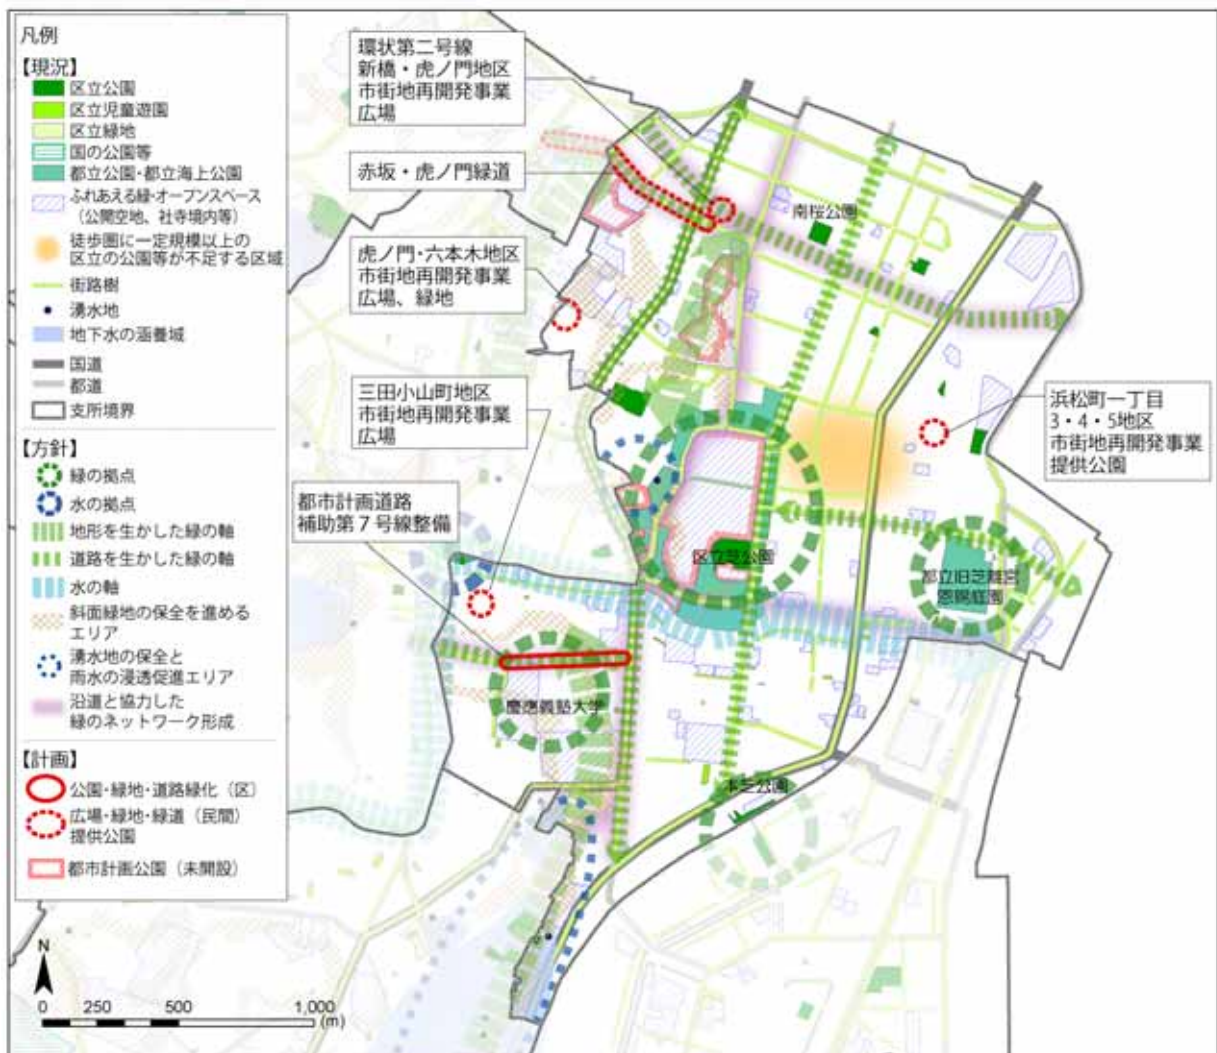 凡例
【現況】
区立公園
区立児童遊園
区立緑地
国の公園等
都立公園・都立海上公園
ふれあえる緑・オープンスペース
（公開空地、社寺境内等）
徒歩圏に一定規模以上の
区立の公園等が不足する区域
街路樹
湧水地
地下水の涵養域
国道
都道
支所境界
【方針】
緑の拠点
水の拠点
地形を生かした緑の軸
道路を生かした緑の軸
水の軸
斜面緑地の保全を進める
エリア
湧水地の保全と
雨水の浸透促進エリア
沿道と協力した
緑のネットワーク形成
【計画】
公園・緑地・道路緑化（区）
広場・緑地・緑道（民間）
提供公園
都市計画公園（未開設）
N
0 250 500 1,000
(m)
環状第二号線
新橋・虎ノ門地区
市街地再開発事業
広場
赤坂・虎ノ門緑道
虎ノ門・六本木地区
市街地再開発事業
広場、緑地
三田小山町地区
市街地再開発事業
広場
都市計画道路
補助第７号線整備
浜松町一丁目
3・4・5地区
市街地再開発事業
提供公園
南桜公園
区立芝公園
都立旧芝離宮
恩賜庭園
慶應義塾大学
本芝公園